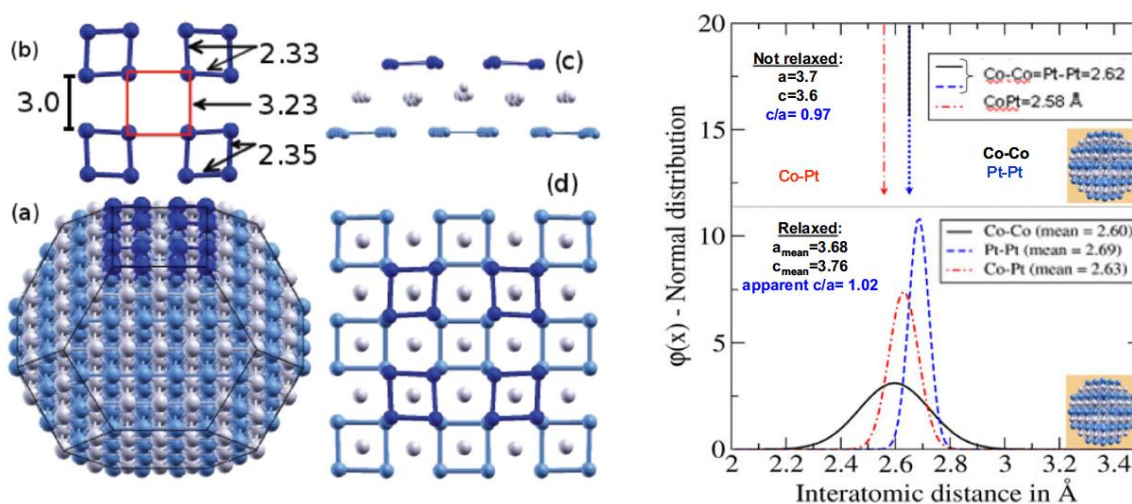 (b)
2.33
(c)
3.0
3.23
2.35
(a)
(d)
20
15
10
5
0
φ(x) - Normal distribution
Not relaxed:
a=3.7
c=3.6
c/a= 0.97
Co-Co=Pt-Pt=2.62
CoPt=2.58 Å
Co-Pt
Co-Co
Pt-Pt
Relaxed:
amean=3.68
cmean=3.76
apparent c/a= 1.02
Co-Co (mean = 2.60)
Pt-Pt (mean = 2.69)
Co-Pt (mean = 2.63)
2 2.2 2.4 2.6 2.8 3 3.2 3.4
Interatomic distance in Å